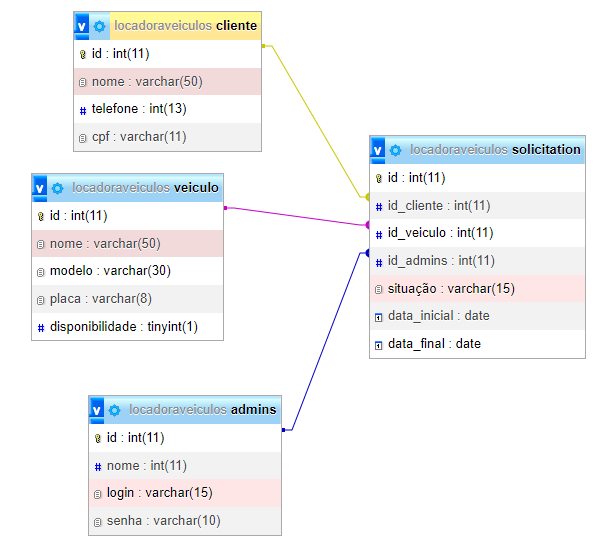 locadoraveiculos cliente
id : int(11)
nome : varchar(50)
telefone : int(13)
cpf : varchar(11)
locadoraveiculos veiculo
id : int(11)
nome : varchar(50)
modelo : varchar(30)
placa : varchar(8)
disponibilidade : tinyint(1)
locadoraveiculos admins
id : int(11)
nome : int(11)
login : varchar(15)
senha : varchar(10)
locadoraveiculos solicitation
id : int(11)
id_cliente : int(11)
id_veiculo : int(11)
id_admins : int(11)
situação : varchar(15)
data_inicial : date
data_final : date